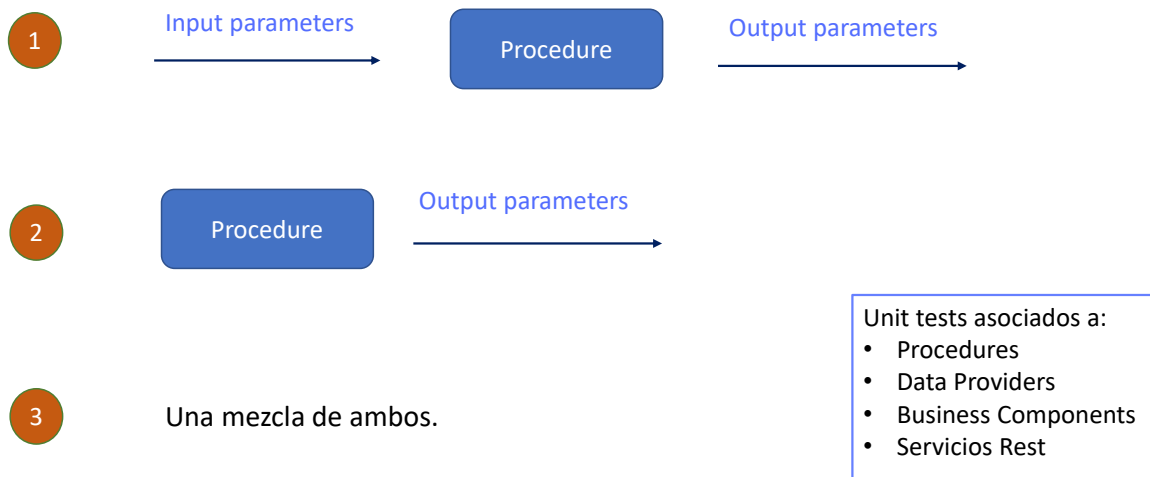 1
Input parameters
Procedure
Output parameters
2
Procedure
Output parameters
3
Una mezcla de ambos.
Unit tests asociados a:
• Procedures
• Data Providers
• Business Components
• Servicios Rest